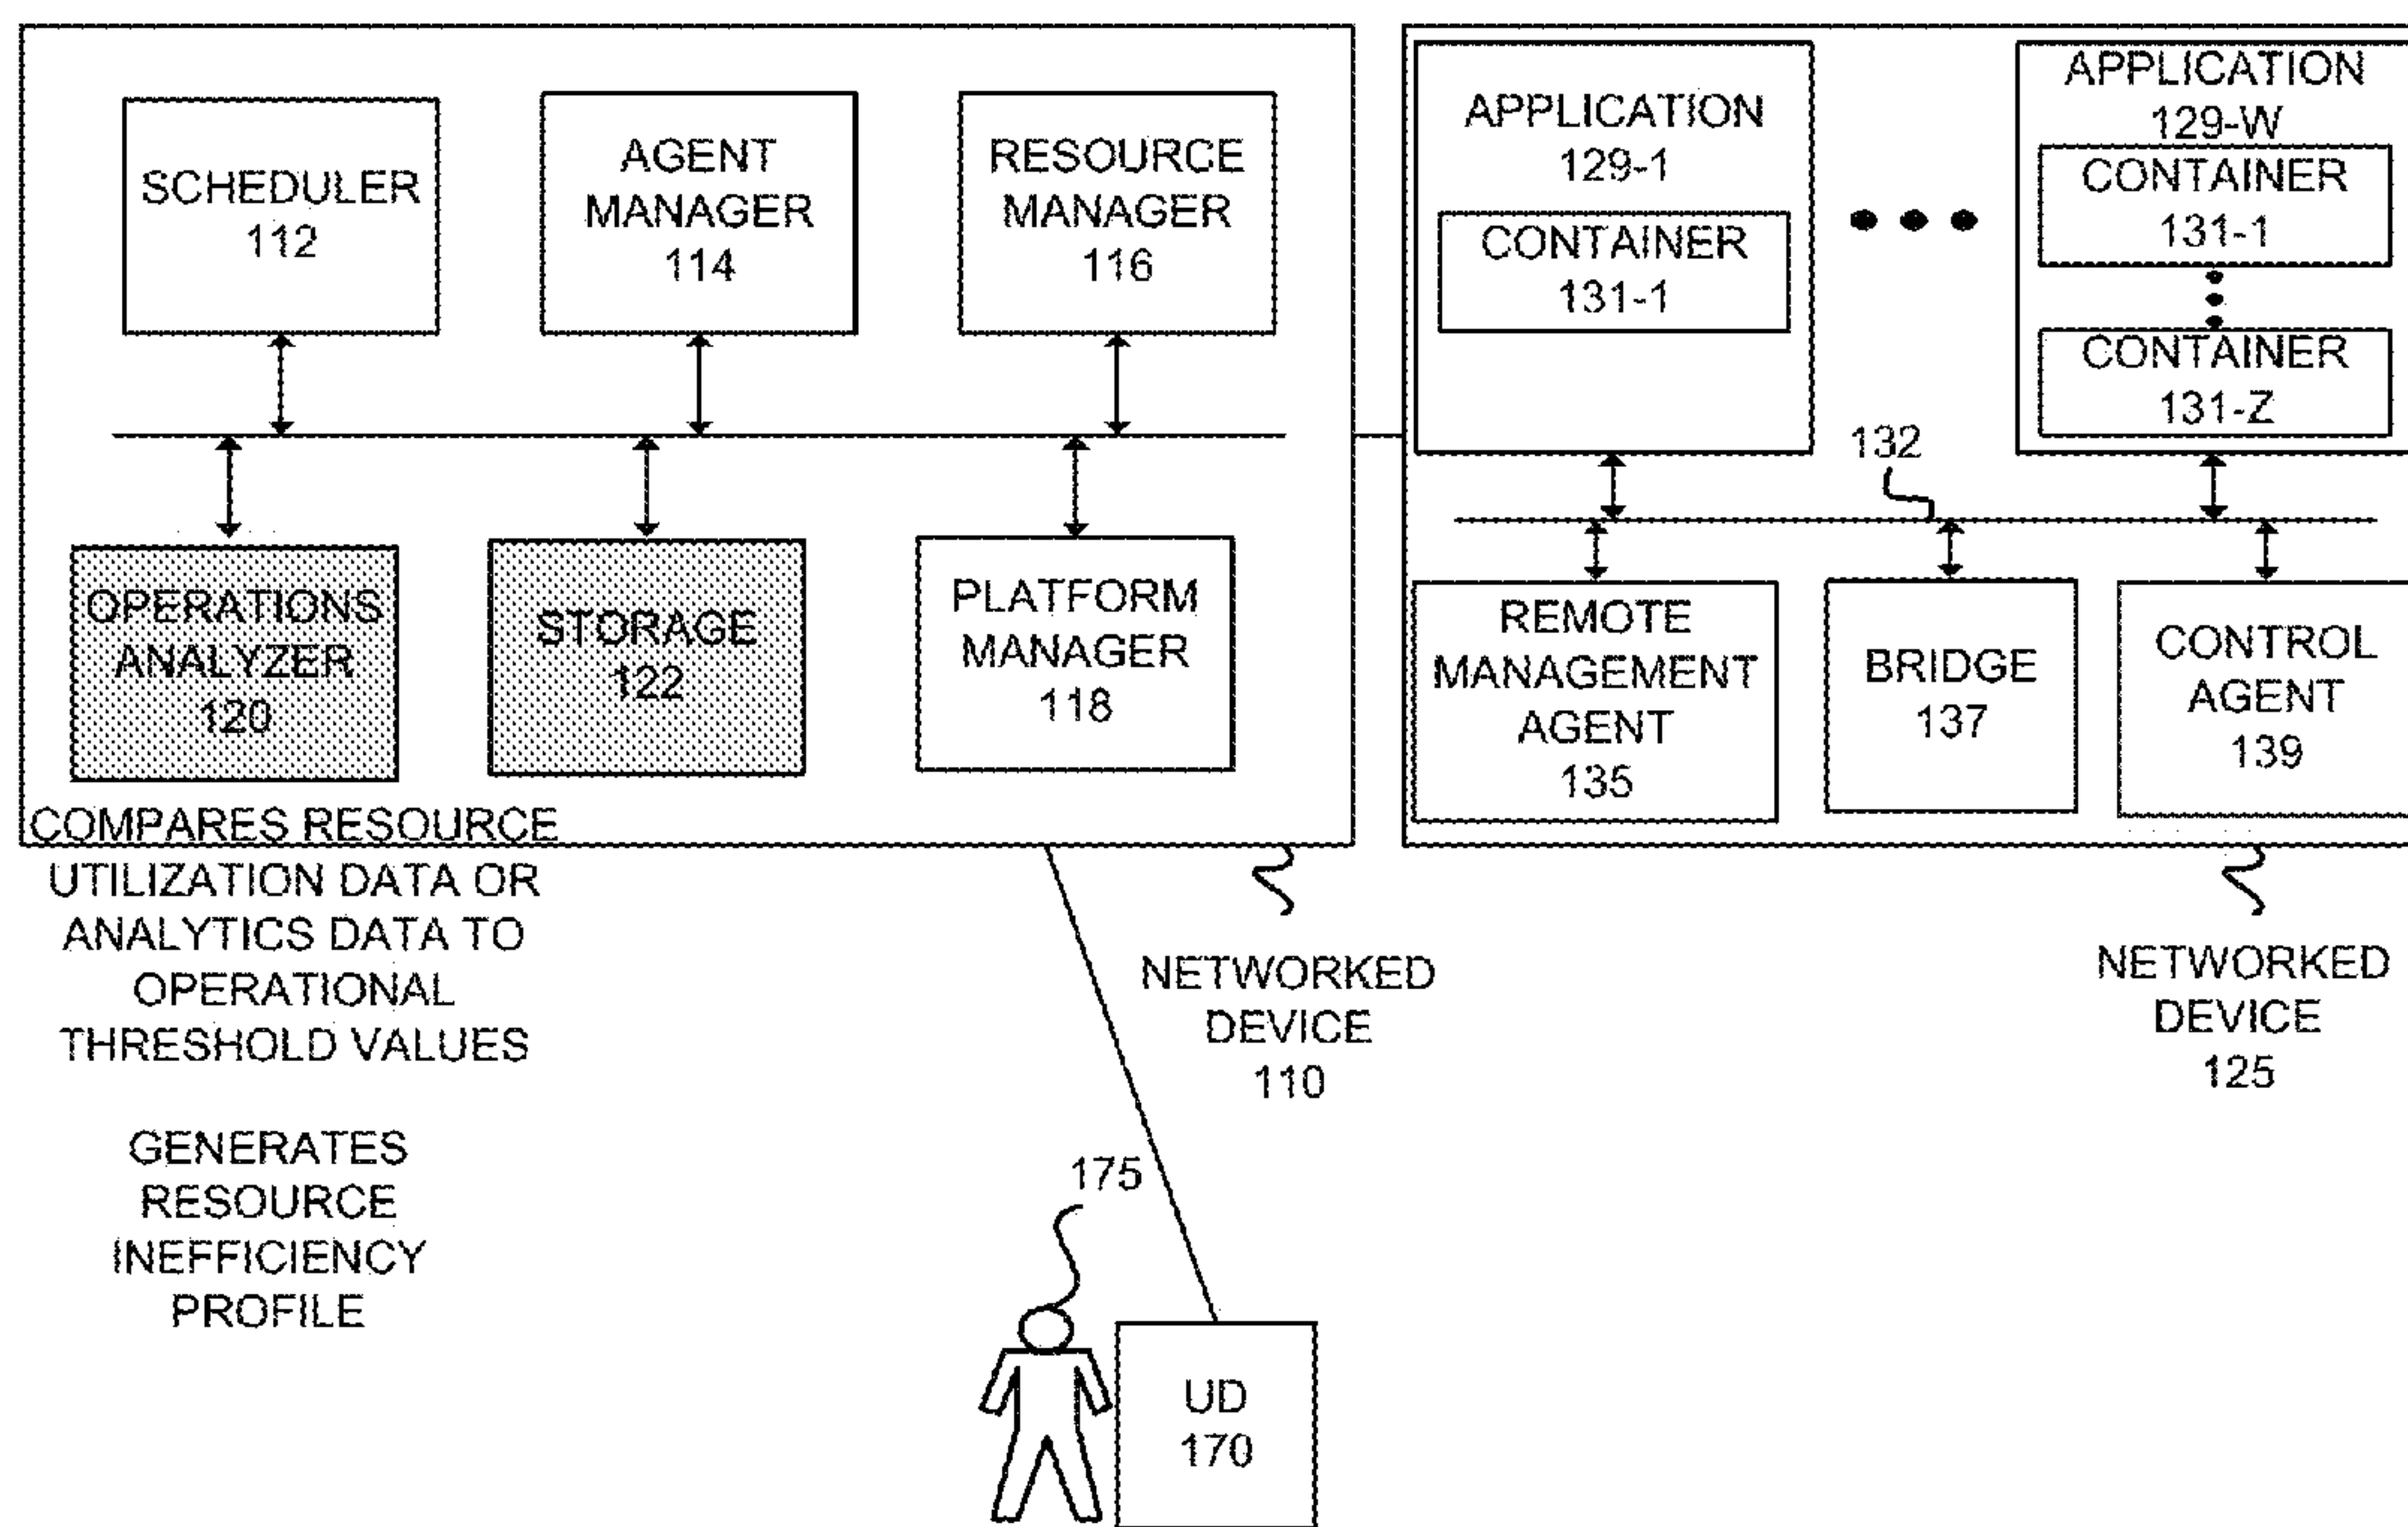 SCHEDULER
112
AGENT
MANAGER
114
RESOURCE
MANAGER
116
OPERATIONS
ANALYZER
120
STORAGE
122
PLATFORM
MANAGER
118
COMPARES RESOURCE
UTILIZATION DATA OR
ANALYTICS DATA TO
OPERATIONAL
THRESHOLD VALUES
GENERATES
RESOURCE
INEFFICIENCY
PROFILE
NETWORKED
DEVICE
110
APPLICATION
129-1
CONTAINER
131-1
APPLICATION
129-W
CONTAINER
131-1
CONTAINER
131-Z
132
REMOTE
MANAGEMENT
AGENT
135
BRIDGE
137
CONTROL
AGENT
139
NETWORKED
DEVICE
125
175
UD
170